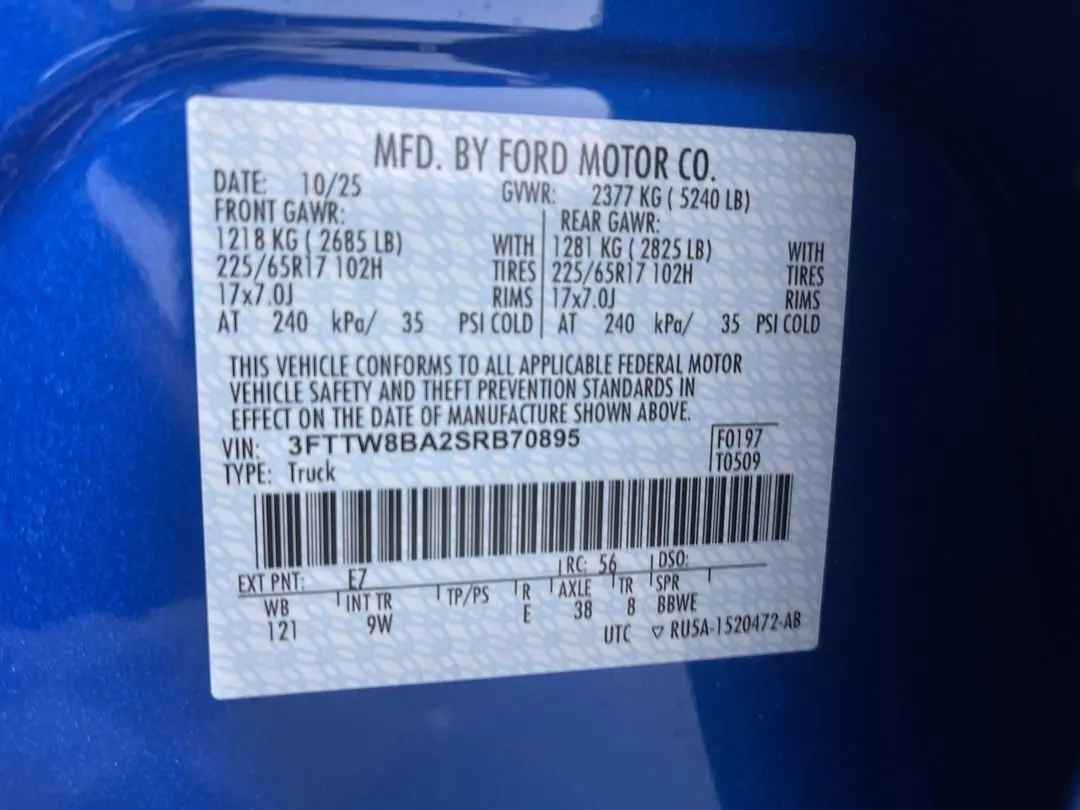 MFD. BY FORD MOTOR CO.
DATE: 10/25 GVWR: 2377 KG ( 5240 LB)
FRONT GAWR: REAR GAWR:
1218 KG ( 2685 LB) WITH 1281 KG ( 2825 LB) WITH
225/65R17 102H TIRES 225/65R17 102H TIRES
17x7.0J RIMS 17x7.0J RIMS
AT 240 kPa/ 35 PSI COLD AT 240 kPa/ 35 PSI COLD
THIS VEHICLE CONFORMS TO ALL APPLICABLE FEDERAL MOTOR
VEHICLE SAFETY AND THEFT PREVENTION STANDARDS IN
EFFECT ON THE DATE OF MANUFACTURE SHOWN ABOVE.
VIN: 3FTTW8BA2SRB70895 F0197
TYPE: Truck T0509
EXT PNT: E7 RC: 56 DSO:
WB INT TR TP/PS R AXLE TR SPR
121 9W E 38 8 BBWE
UTC ▽ RU5A-1520472-AB